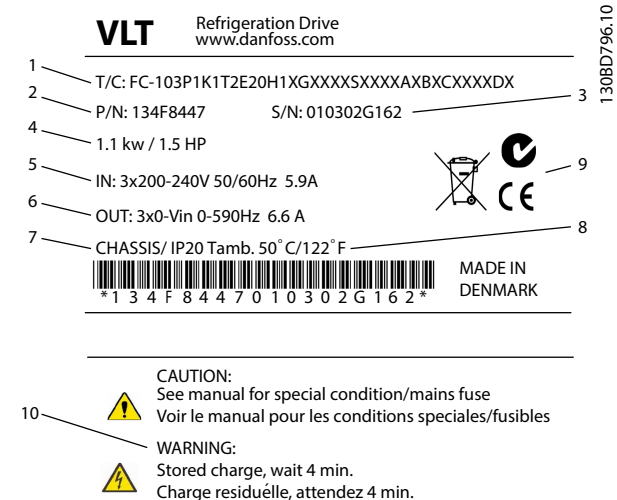 VLT
Refrigeration Drive
www.danfoss.com
130BD796.10
1
T/C: FC-103P1K1T2E20H1XGXXXXSXXXXAXBXCXXXXDX
2
P/N: 134F8447 S/N: 010302G162
3
4
1.1 kw / 1.5 HP
5
IN: 3x200-240V 50/60Hz 5.9A
9
CE
6
OUT: 3x0-Vin 0-590Hz 6.6 A
7
CHASSIS/ IP20 Tamb. 50˚C/122˚F
8
*134F8447010302G162*
MADE IN
DENMARK
CAUTION:
See manual for special condition/mains fuse
Voir le manual pour les conditions speciales/fusibles
10
WARNING:
Stored charge, wait 4 min.
Charge residuélle, attendez 4 min.